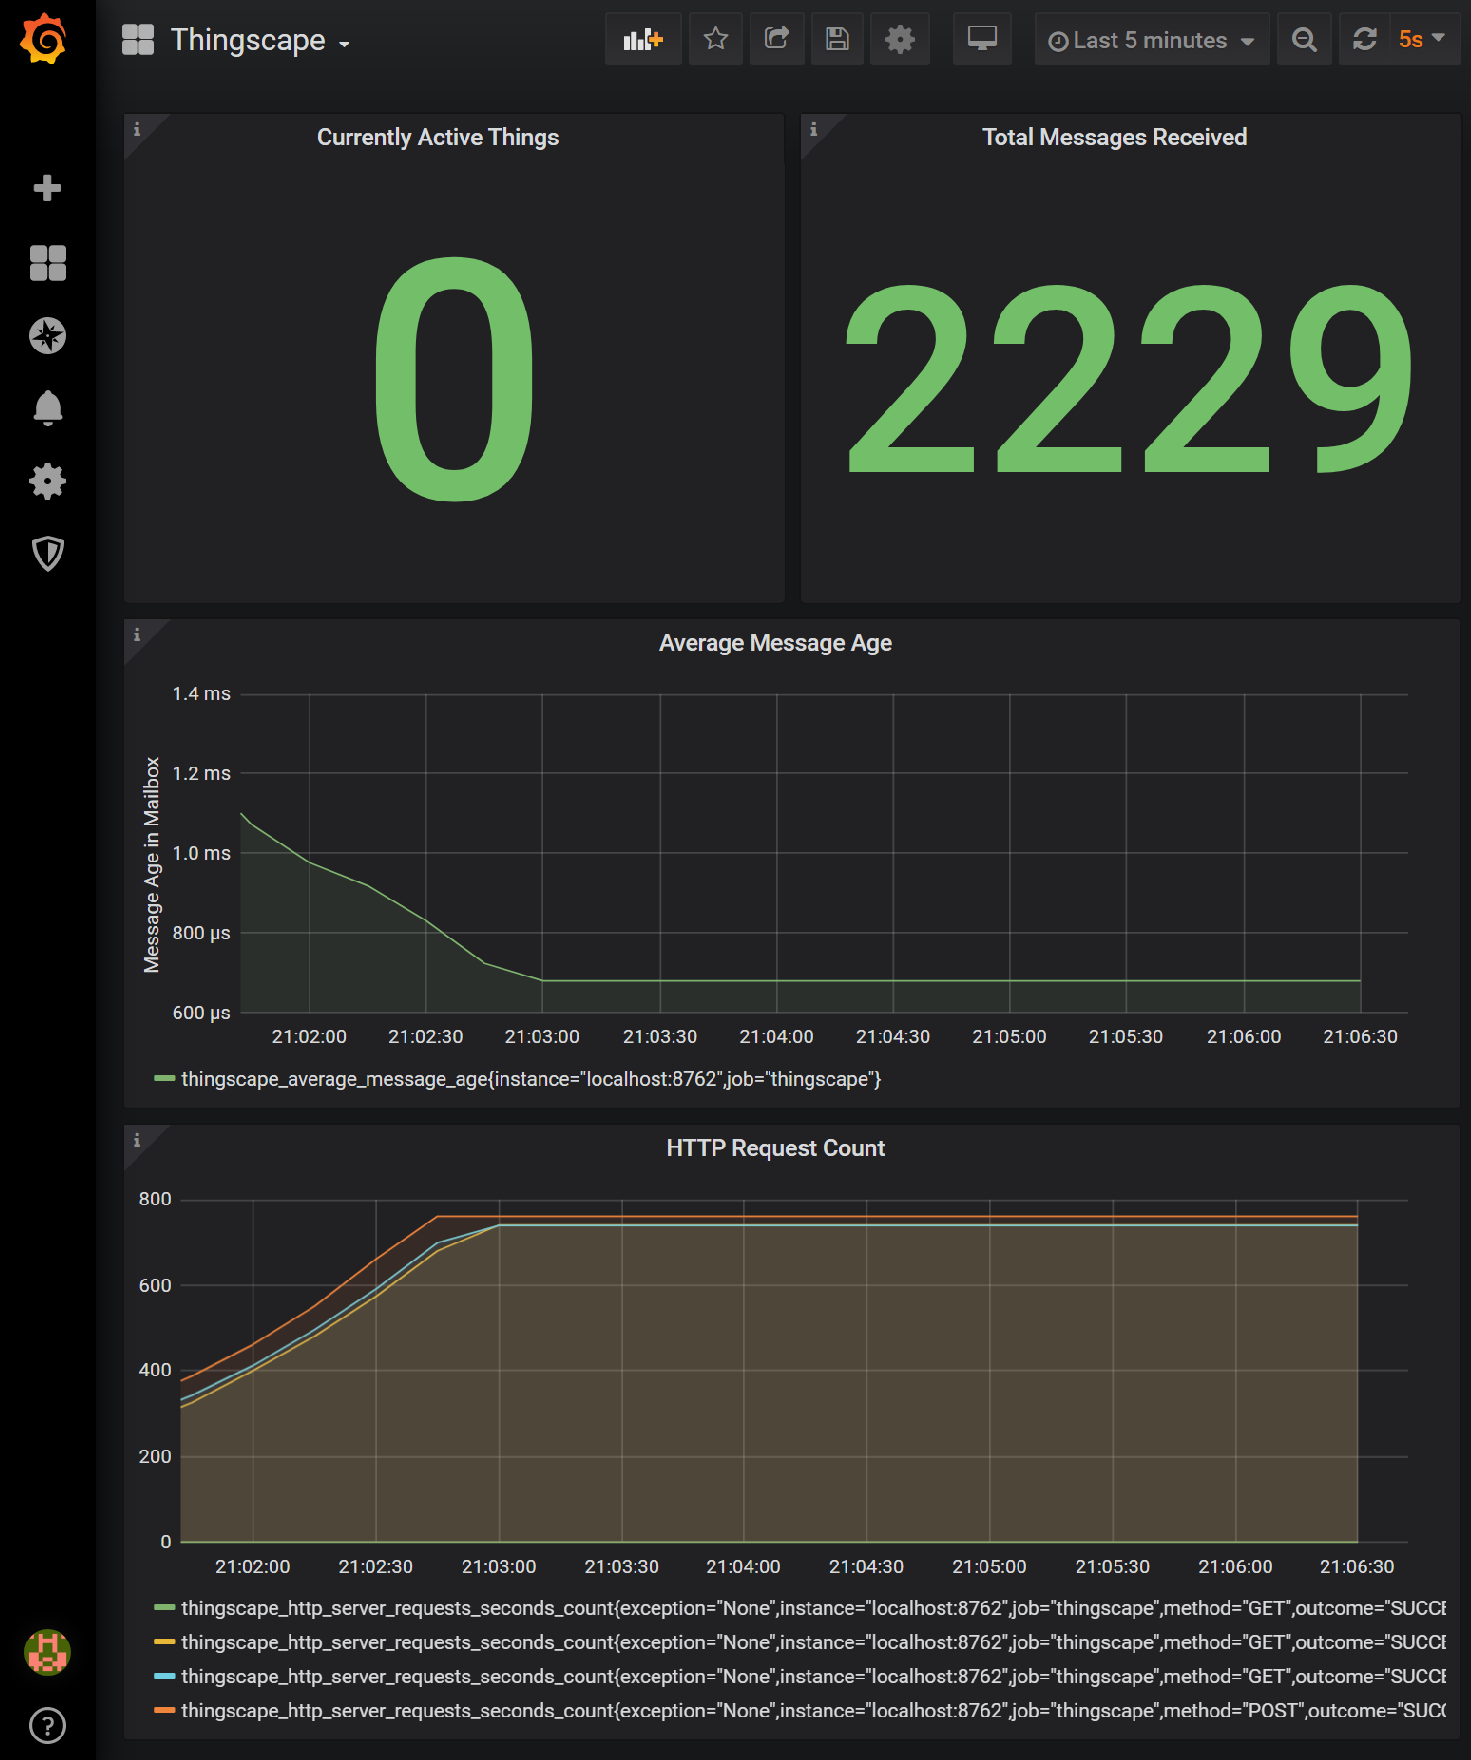 Thingscape
Last 5 minutes
5s
Currently Active Things
0
Total Messages Received
2229
Average Message Age
Message Age in Mailbox
1.4 ms
1.2 ms
1.0 ms
800 µs
600 µs
21:02:00 21:02:30 21:03:00 21:03:30 21:04:00 21:04:30 21:05:00 21:05:30 21:06:00 21:06:30
thingscape_average_message_age{instance="localhost:8762",job="thingscape"}
HTTP Request Count
800
600
400
200
0
21:02:00 21:02:30 21:03:00 21:03:30 21:04:00 21:04:30 21:05:00 21:05:30 21:06:00 21:06:30
thingscape_http_server_requests_seconds_count{exception="None",instance="localhost:8762",job="thingscape",method="GET",outcome="SUCCE
thingscape_http_server_requests_seconds_count{exception="None",instance="localhost:8762",job="thingscape",method="GET",outcome="SUCCE
thingscape_http_server_requests_seconds_count{exception="None",instance="localhost:8762",job="thingscape",method="GET",outcome="SUCCE
thingscape_http_server_requests_seconds_count{exception="None",instance="localhost:8762",job="thingscape",method="POST",outcome="SUCC